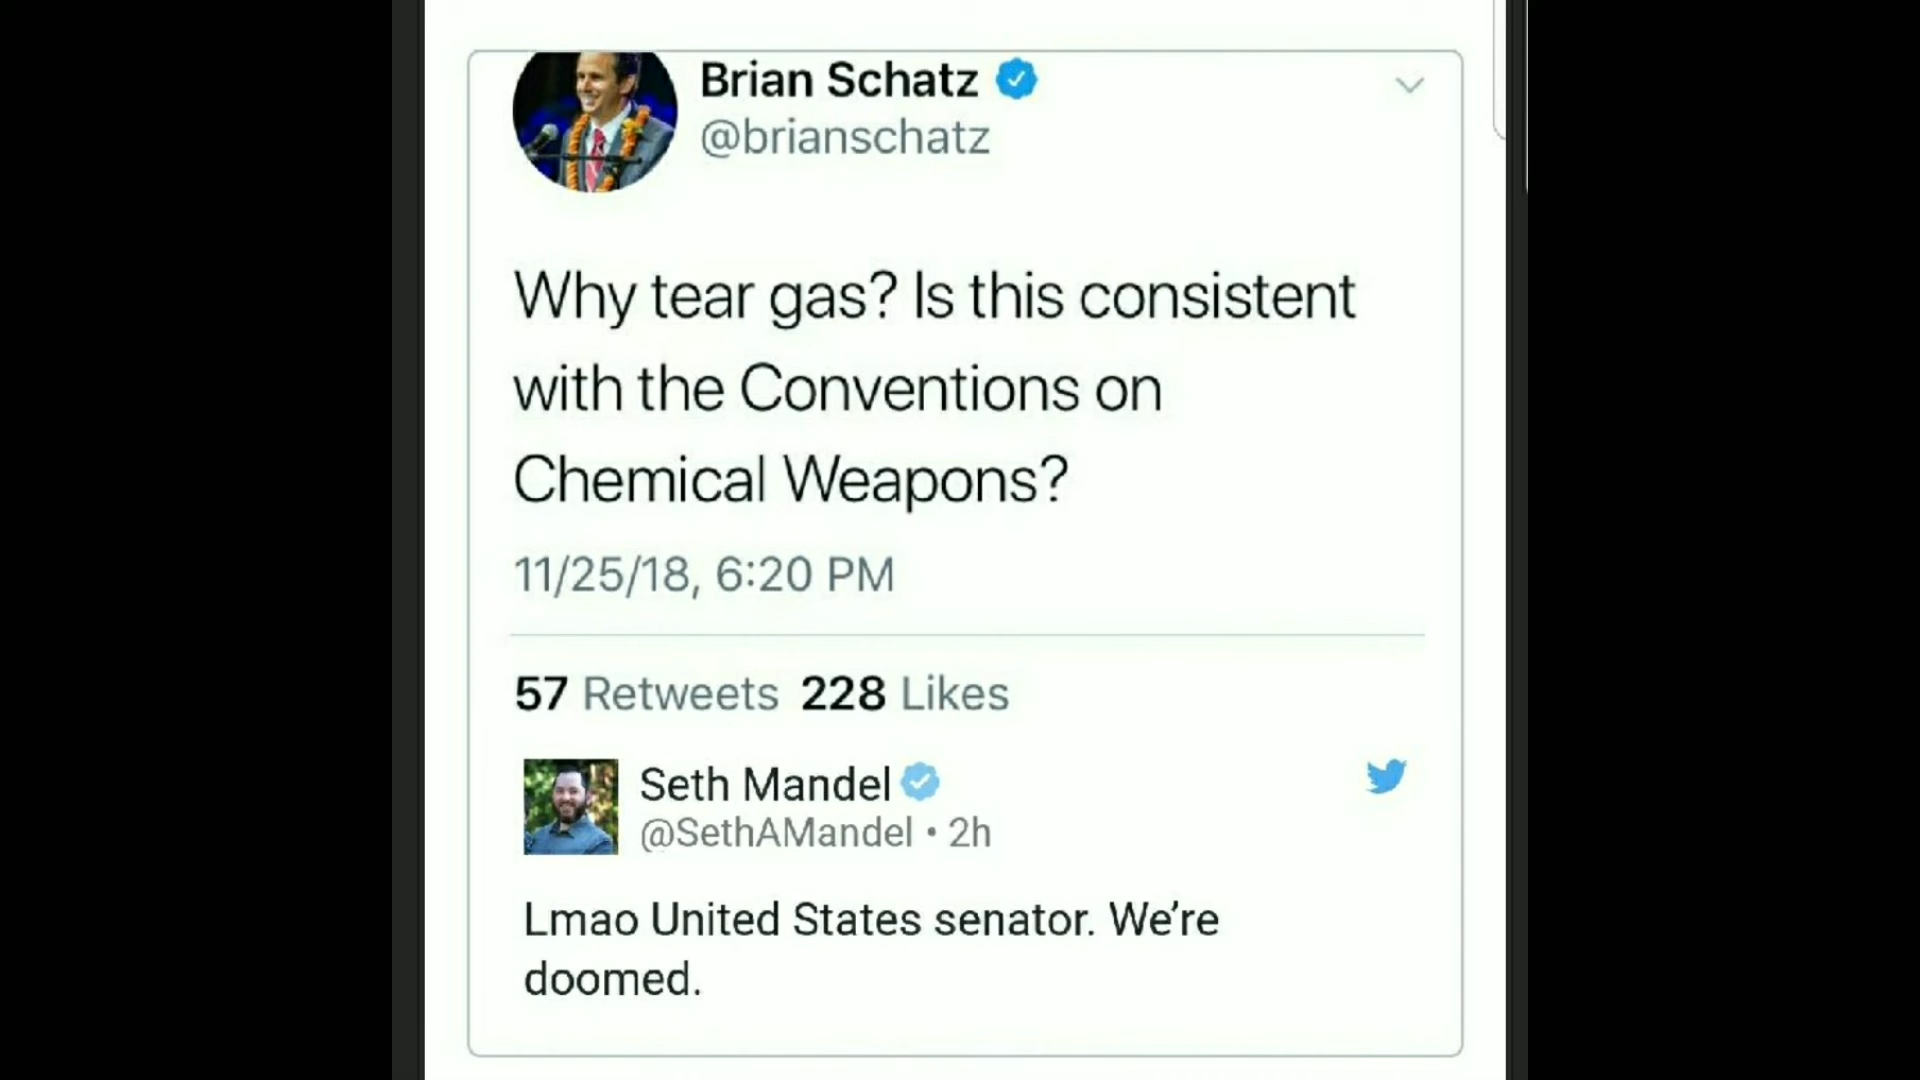 Brian Schatz
@brianschatz
Why tear gas? Is this consistent
with the Conventions on
Chemical Weapons?
11/25/18, 6:20 PM
57 Retweets 228 Likes
Seth Mandel
@SethAMandel • 2h
Lmao United States senator. We’re
doomed.